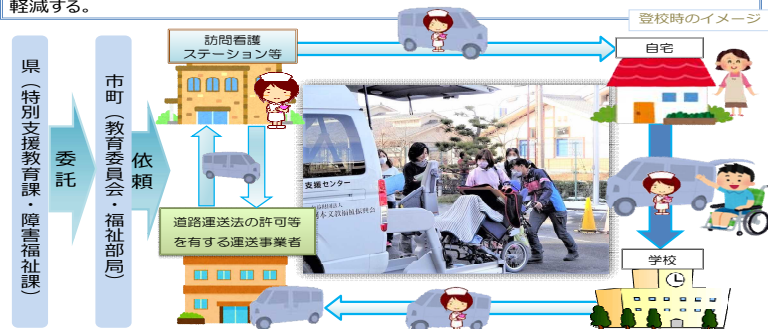 軽減する。
登校時のイメージ
県（特別支援教育課・障害福祉課）
委託
市町（教育委員会・福祉部局）
依頼
訪問看護
ステーション等
自宅
支援センター
道路運送法の許可等
を有する運送事業者
学校